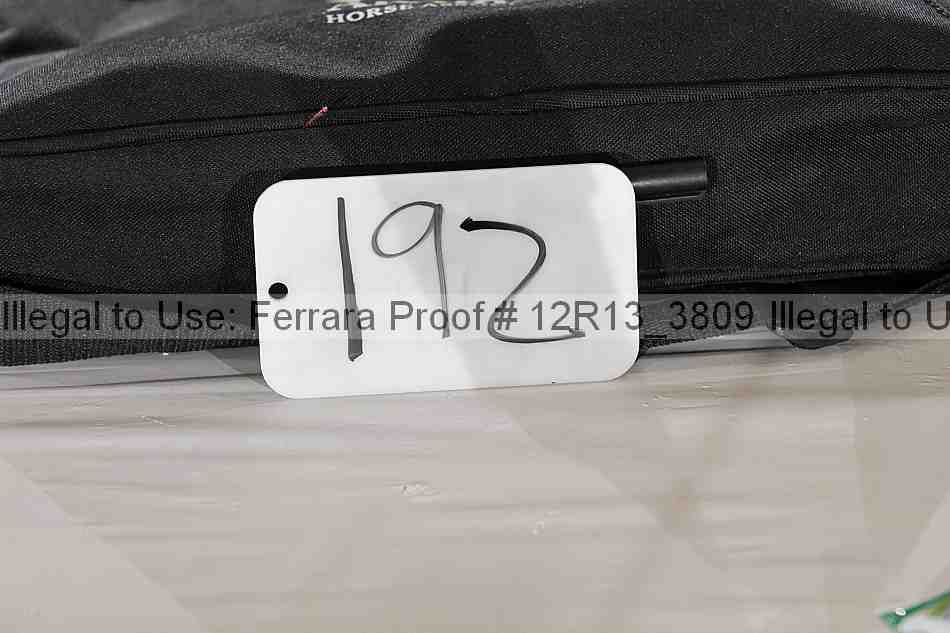 HORSE
192
Illegal to Use: Ferrara Proof # 12R13_3809 Illegal to U